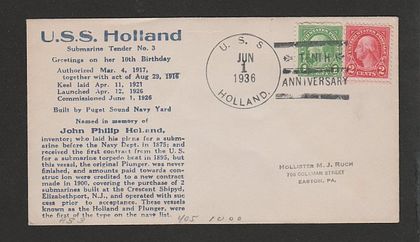 U.S.S. Holland
Submarine Tender No. 3
Greetings on her 10th Birthday
Authorized Mar. 4, 1917,
together with act of Aug 29, 1916
Keel laid Apr. 11, 1921
Launched Apr. 12, 1926
Commissioned June 1, 1926
Built by Puget Sound Navy Yard
Named in memory of
John Philip Holland,
inventor; who laid his plans for a subma-
rine before the Navy Dept. in 1875; and
received the first contract from the U.S.
for a submarine torpedo boat in 1895, but
this vessel, the original Plunger, was never
finished, and amounts paid towards const-
ruction were credited to a new contract
made in 1900, covering the purchase of 2
submarines built at the Crescent Shipyd,
Elizabethport, N.J., and operated with suc
cess prior to acceptance. These vessels
known as the Holland and Plunger, were
the first of the type on the navy list.
U. S. S.
JUN
1
1936
HOLLAND.
TENTH
ANNIVERSARY
2 CENTS 2
HOLLISTER M. J. RUCH
EASTON, PA.
405 1000